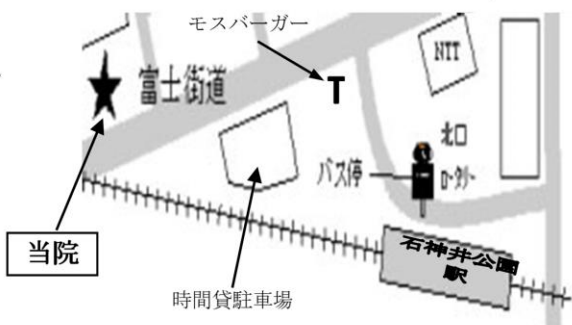 モスバーガー
NTT
富士街道
T
北口
ロータリー
バス停
当院
石神井公園
駅
時間貸駐車場